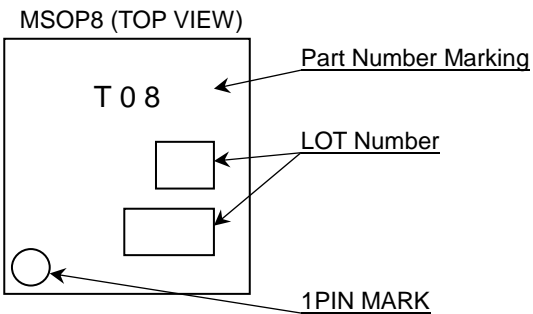 MSOP8 (TOP VIEW)
Part Number Marking
T 0 8
LOT Number
1PIN MARK